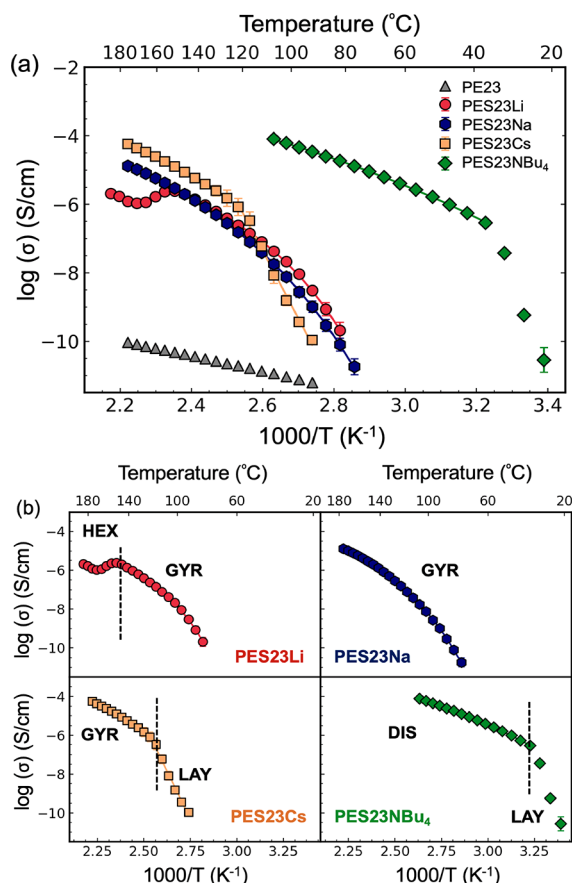 Temperature (°C)
180 160 140 120 100 80 60 40 20
(a)
−2
−4
−6
−8
−10
log (σ) (S/cm)
PE23
PES23Li
PES23Na
PES23Cs
PES23NBu4
2.2 2.4 2.6 2.8 3.0 3.2 3.4
1000/T (K-1)
(b)
Temperature (°C) Temperature (°C)
180 140 100 60 20 180 140 100 60 20
HEX
GYR
PES23Li
−4
−6
−8
−10
log (σ) (S/cm)
GYR
PES23Na
GYR
LAY
PES23Cs
−4
−6
−8
−10
log (σ) (S/cm)
DIS
LAY
PES23NBu4
2.25 2.50 2.75 3.00 3.25 2.25 2.50 2.75 3.00 3.25
1000/T (K-1) 1000/T (K-1)